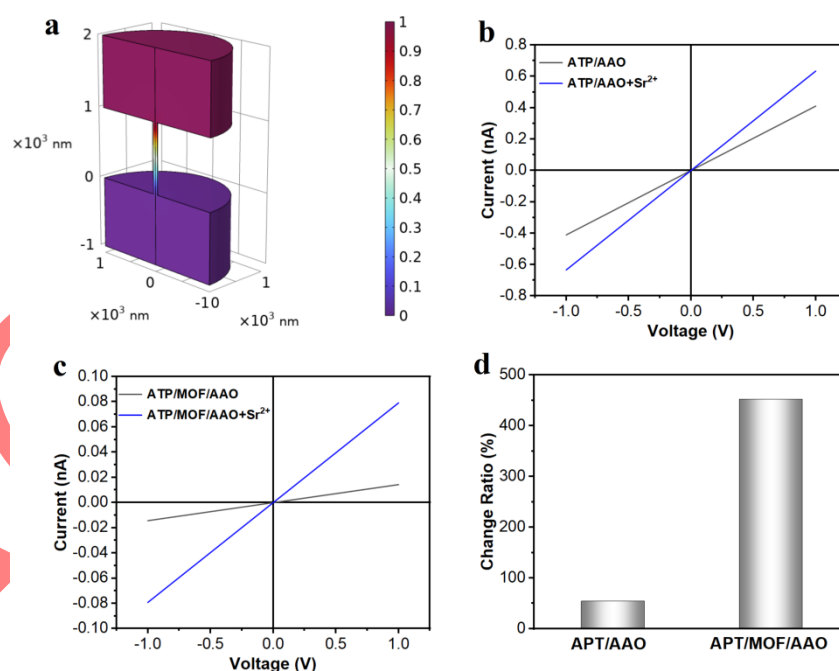 a
2
1
×10³ nm
0
-1
1
0
-10
1
×10³ nm
×10³ nm
1
0.9
0.8
0.7
0.6
0.5
0.4
0.3
0.2
0.1
0
b
ATP/AAO
ATP/AAO+Sr²⁺
0.8
0.6
0.4
0.2
0.0
-0.2
-0.4
-0.6
-0.8
Current (nA)
-1.0 -0.5 0.0 0.5 1.0
Voltage (V)
c
ATP/MOF/AAO
ATP/MOF/AAO+Sr²⁺
0.10
0.08
0.06
0.04
0.02
0.00
-0.02
-0.04
-0.06
-0.08
-0.10
Current (nA)
-1.0 -0.5 0.0 0.5 1.0
Voltage (V)
d
500
400
300
200
100
50
0
Change Ratio (%)
APT/AAO APT/MOF/AAO